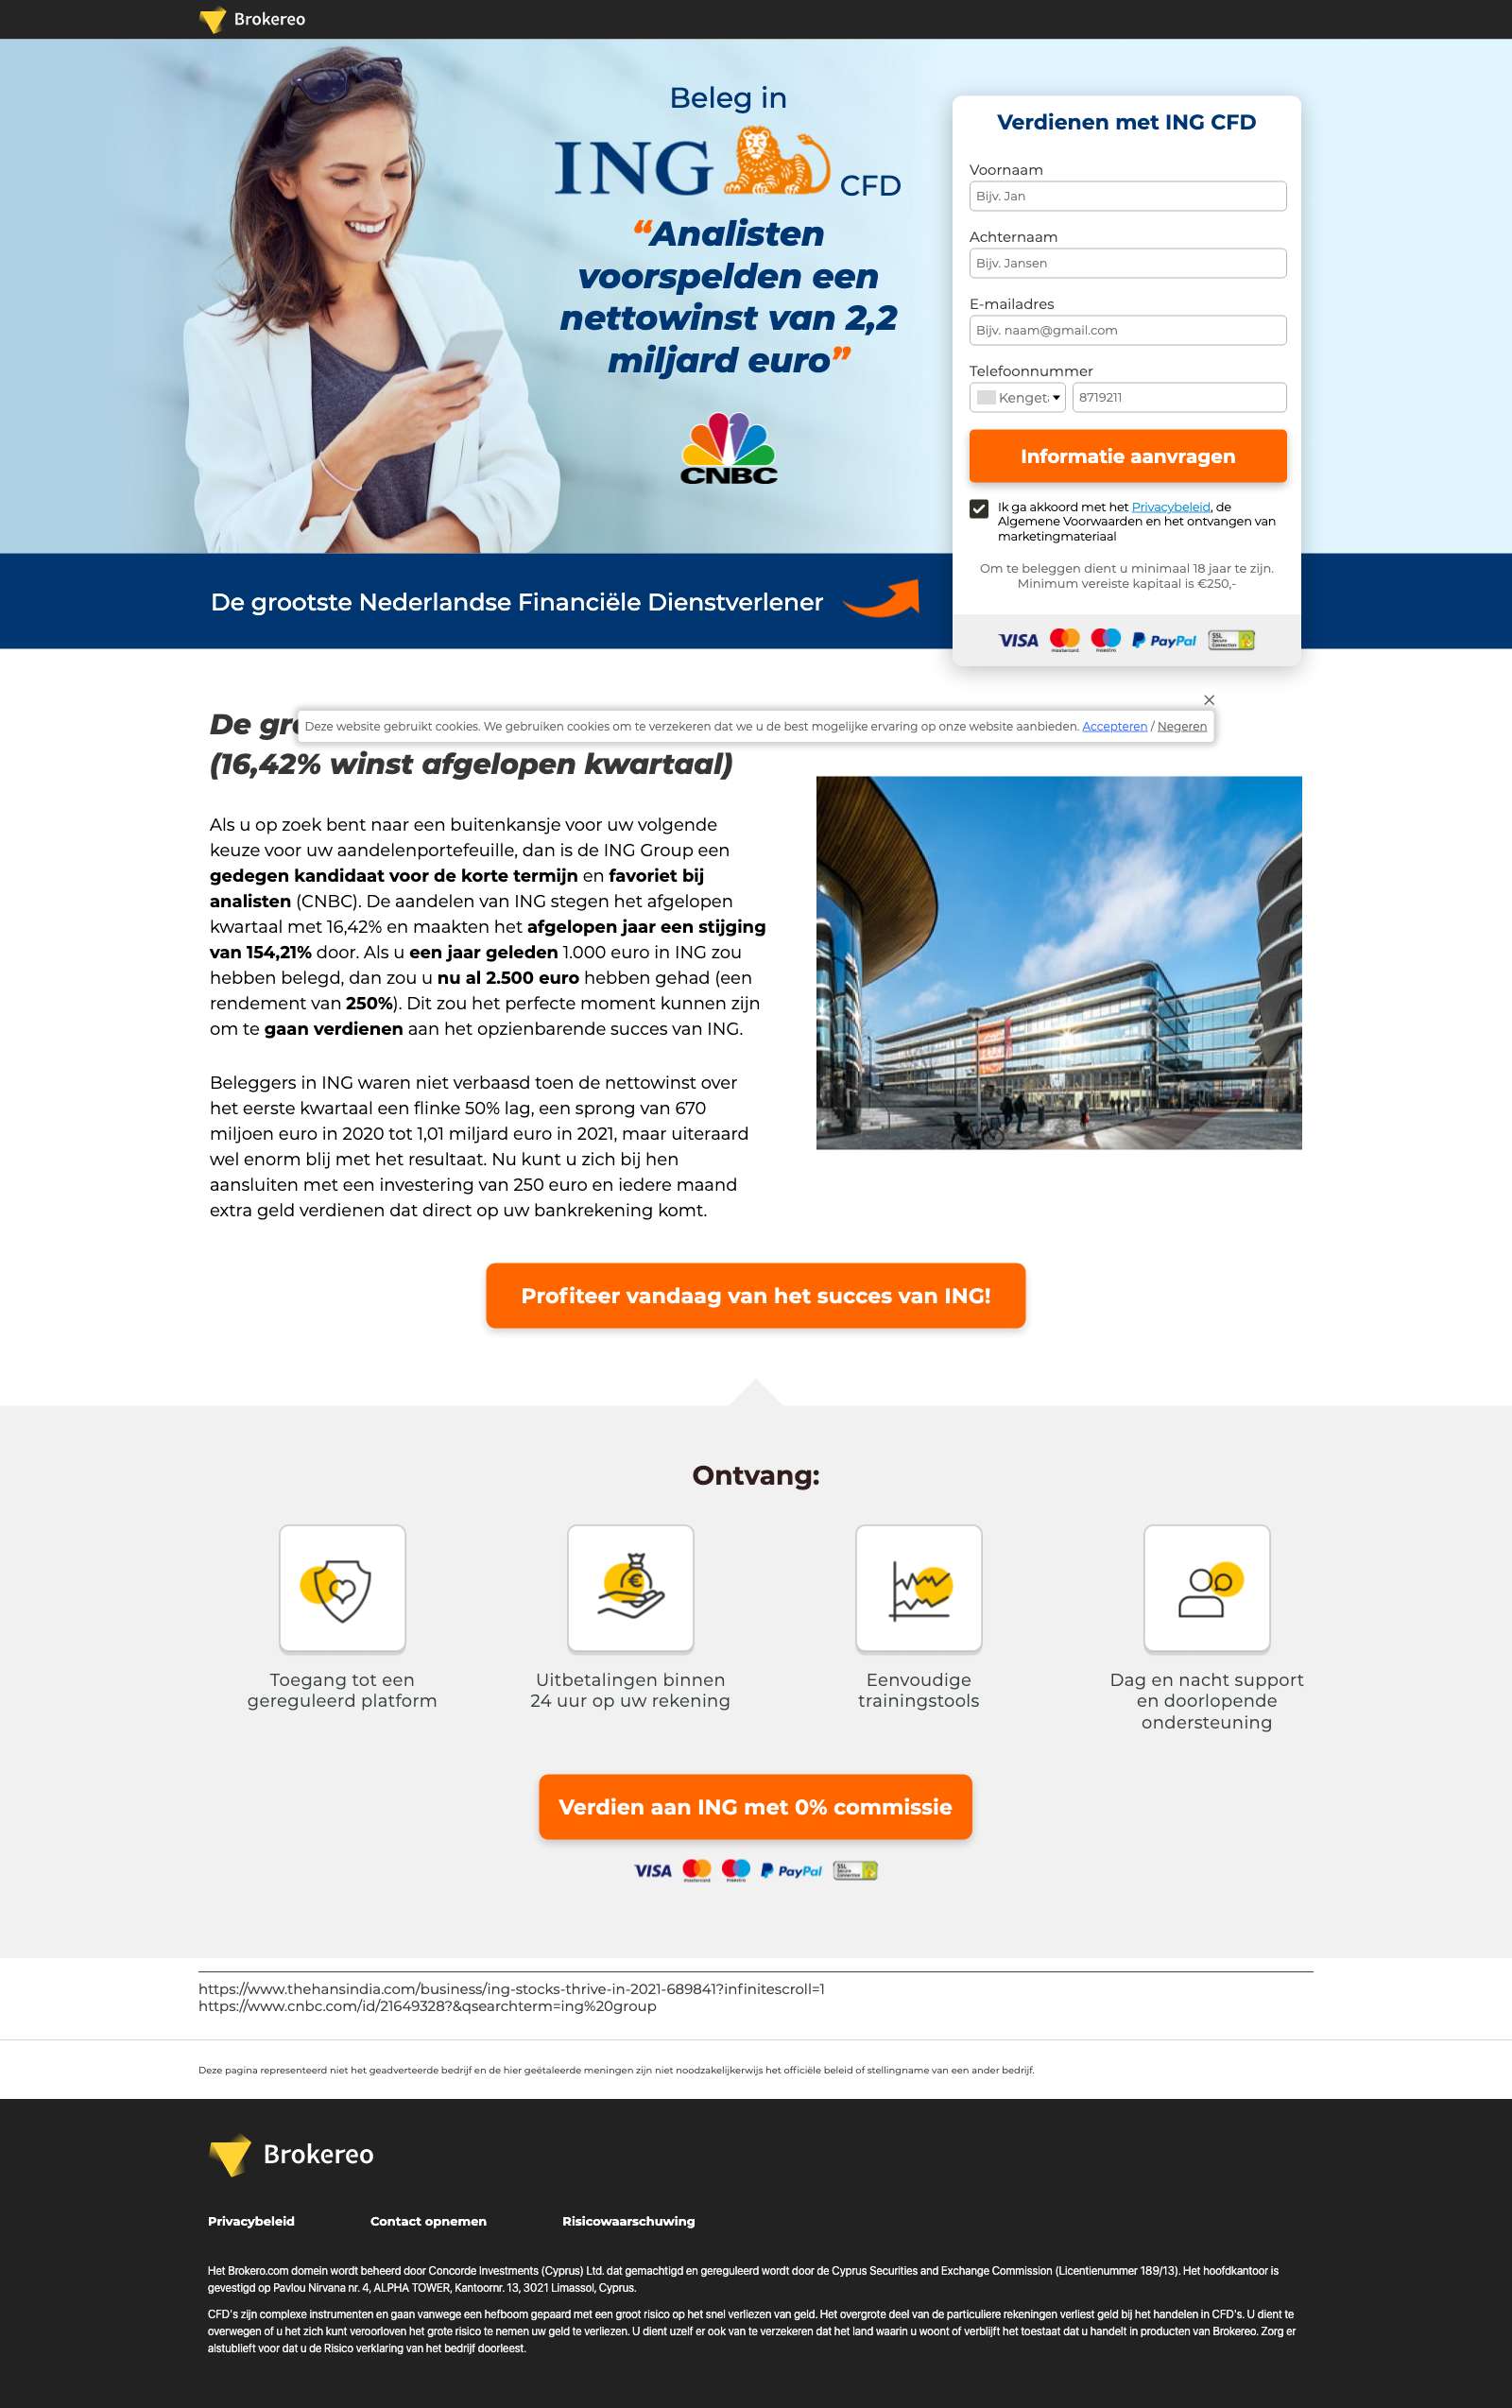 Brokereo
Beleg in
ING CFD
“Analisten
voorspelden een
nettowinst van 2,2
miljard euro”
CNBC
De grootste Nederlandse Financiële Dienstverlener
Verdienen met ING CFD
Voornaam
Bijv. Jan
Achternaam
Bijv. Jansen
E-mailadres
Bijv. naam@gmail.com
Telefoonnummer
Kenget 8719211
Informatie aanvragen
Ik ga akkoord met het Privacybeleid, de
Algemene Voorwaarden en het ontvangen van
marketingmateriaal
Om te beleggen dient u minimaal 18 jaar te zijn.
Minimum vereiste kapitaal is €250,-
VISA mastercard maestro PayPal SSL Secure Connection
De gr
Deze website gebruikt cookies. We gebruiken cookies om te verzekeren dat we u de best mogelijke ervaring op onze website aanbieden. Accepteren / Negeren
(16,42% winst afgelopen kwartaal)
Als u op zoek bent naar een buitenkansje voor uw volgende
keuze voor uw aandelenportefeuille, dan is de ING Group een
gedegen kandidaat voor de korte termijn en favoriet bij
analisten (CNBC). De aandelen van ING stegen het afgelopen
kwartaal met 16,42% en maakten het afgelopen jaar een stijging
van 154,21% door. Als u een jaar geleden 1.000 euro in ING zou
hebben belegd, dan zou u nu al 2.500 euro hebben gehad (een
rendement van 250%). Dit zou het perfecte moment kunnen zijn
om te gaan verdienen aan het opzienbarende succes van ING.
Beleggers in ING waren niet verbaasd toen de nettowinst over
het eerste kwartaal een flinke 50% lag, een sprong van 670
miljoen euro in 2020 tot 1,01 miljard euro in 2021, maar uiteraard
wel enorm blij met het resultaat. Nu kunt u zich bij hen
aansluiten met een investering van 250 euro en iedere maand
extra geld verdienen dat direct op uw bankrekening komt.
Profiteer vandaag van het succes van ING!
Ontvang:
Toegang tot een
gereguleerd platform
Uitbetalingen binnen
24 uur op uw rekening
Eenvoudige
trainingstools
Dag en nacht support
en doorlopende
ondersteuning
Verdien aan ING met 0% commissie
VISA mastercard maestro PayPal SSL Secure Connection
https://www.thehansindia.com/business/ing-stocks-thrive-in-2021-689841?infinitescroll=1
https://www.cnbc.com/id/21649328?&qsearchterm=ing%20group
Deze pagina representeerd niet het geadverteerde bedrijf en de hier geëtaleerde meningen zijn niet noodzakelijkerwijs het officiële beleid of stellingname van een ander bedrijf.
Brokereo
Privacybeleid Contact opnemen Risicowaarschuwing
Het Brokero.com domein wordt beheerd door Concorde Investments (Cyprus) Ltd. dat gemachtigd en gereguleerd wordt door de Cyprus Securities and Exchange Commission (Licentienummer 189/13). Het hoofdkantoor is
gevestigd op Pavlou Nirvana nr. 4, ALPHA TOWER, Kantoornr. 13, 3021 Limassol, Cyprus.
CFD's zijn complexe instrumenten en gaan vanwege een hefboom gepaard met een groot risico op het snel verliezen van geld. Het overgrote deel van de particuliere rekeningen verliest geld bij het handelen in CFD's. U dient te
overwegen of u het zich kunt veroorloven het grote risico te nemen uw geld te verliezen. U dient uzelf er ook van te verzekeren dat het land waarin u woont of verblijft het toestaat dat u handelt in producten van Brokereo. Zorg er
alstublieft voor dat u de Risico verklaring van het bedrijf doorleest.